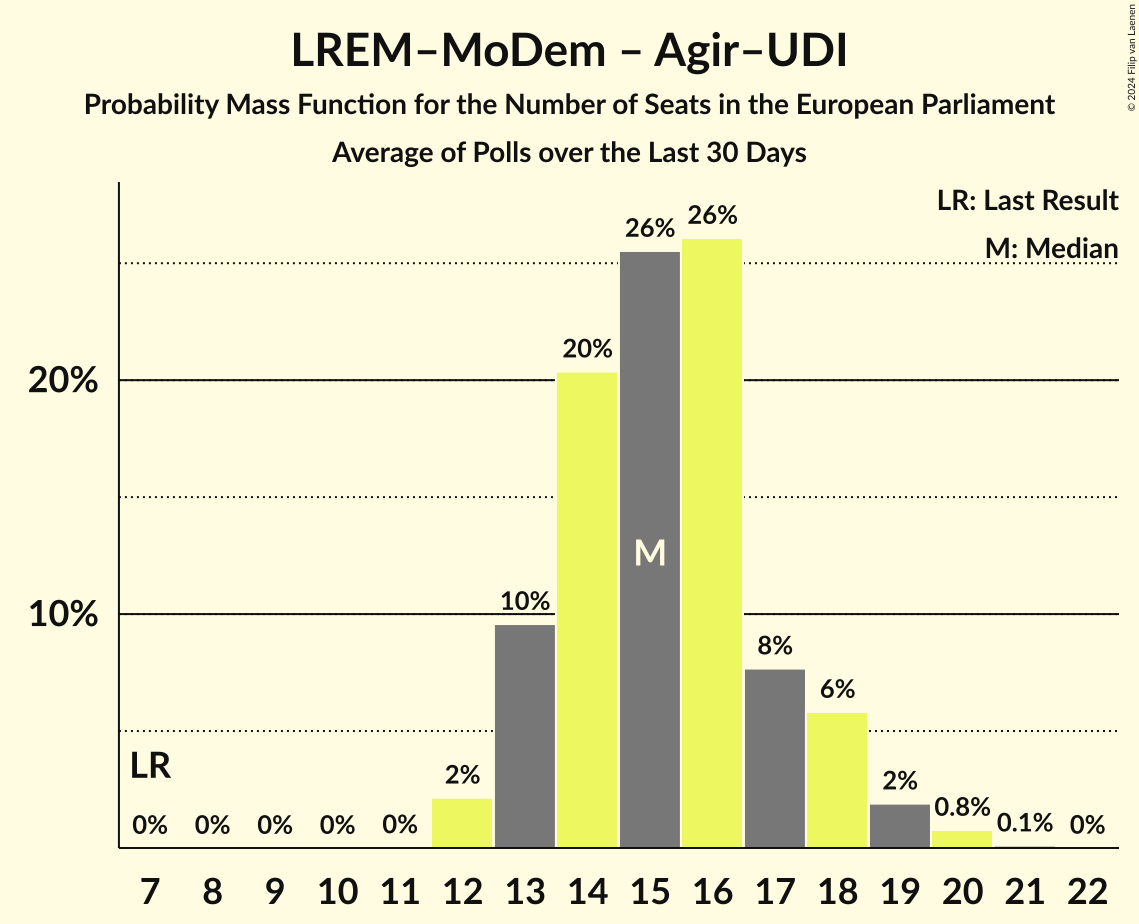 LREM–MoDem – Agir–UDI
Probability Mass Function for the Number of Seats in the European Parliament
Average of Polls over the Last 30 Days
© 2024 Filip van Laenen
LR: Last Result
M: Median
26% 26%
20%
20%
M
10%
10%
8%
6%
LR
2% 2%
0% 0% 0% 0% 0% 0.8% 0.1% 0%
7 8 9 10 11 12 13 14 15 16 17 18 19 20 21 22